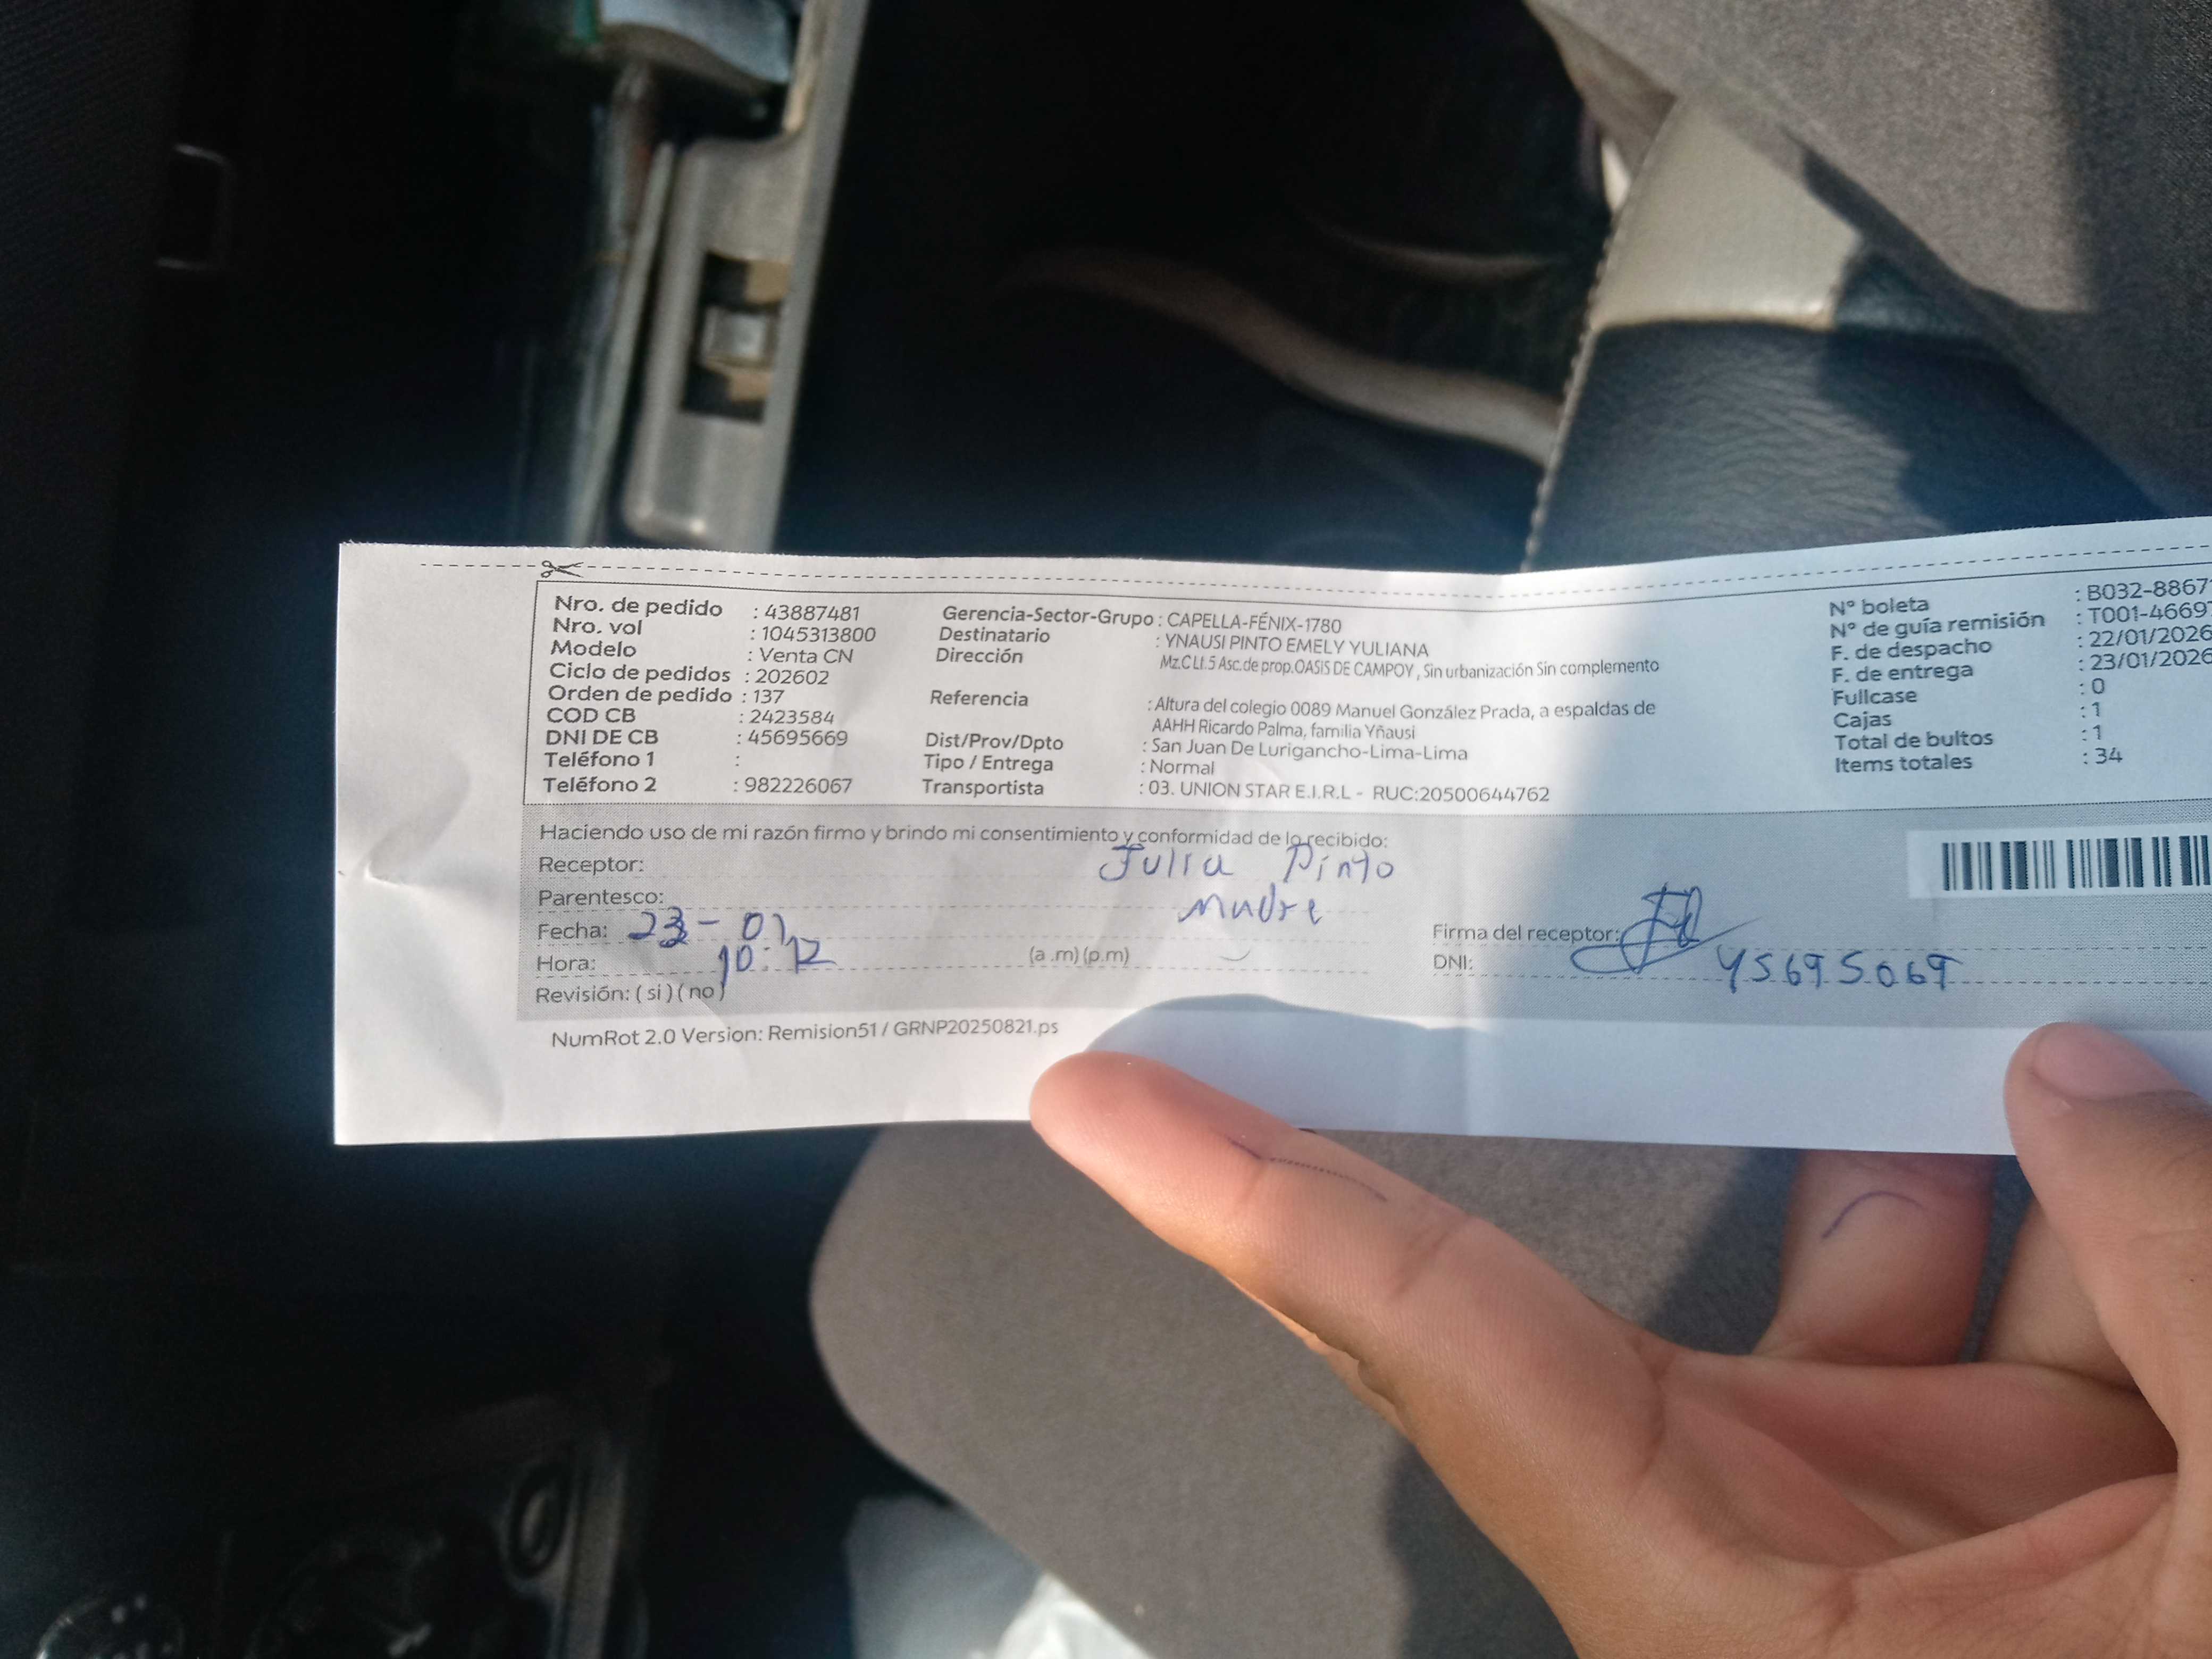 Nro. de pedido : 43887481
Nro. vol : 1045313800
Modelo : Venta CN
Ciclo de pedidos : 202602
Orden de pedido : 137
COD CB : 2423584
DNI DE CB : 45695669
Teléfono 1 :
Teléfono 2 : 982226067
Gerencia-Sector-Grupo : CAPELLA-FÉNIX-1780
Destinatario : YNAUSI PINTO EMELY YULIANA
Dirección Mz.C Lt.5 Asc.de prop.OASIS DE CAMPOY , Sin urbanización Sin complemento
Referencia : Altura del colegio 0089 Manuel González Prada, a espaldas de
AAHH Ricardo Palma, familia Yñausi
Dist/Prov/Dpto : San Juan De Lurigancho-Lima-Lima
Tipo / Entrega : Normal
Transportista : 03. UNION STAR E.I.R.L - RUC:20500644762
N° boleta : B032-8867
N° de guía remisión : T001-4669
F. de despacho : 22/01/2026
F. de entrega : 23/01/2026
Fullcase : 0
Cajas : 1
Total de bultos : 1
Items totales : 34
Haciendo uso de mi razón firmo y brindo mi consentimiento y conformidad de lo recibido:
Receptor: Julia Pinto
Parentesco: Madre
Fecha: 23-01
Hora: 10:12 (a .m) (p.m)
Revisión: ( si ) ( no )
Firma del receptor:
DNI: 45695069
NumRot 2.0 Version: Remision51 / GRNP20250821.ps